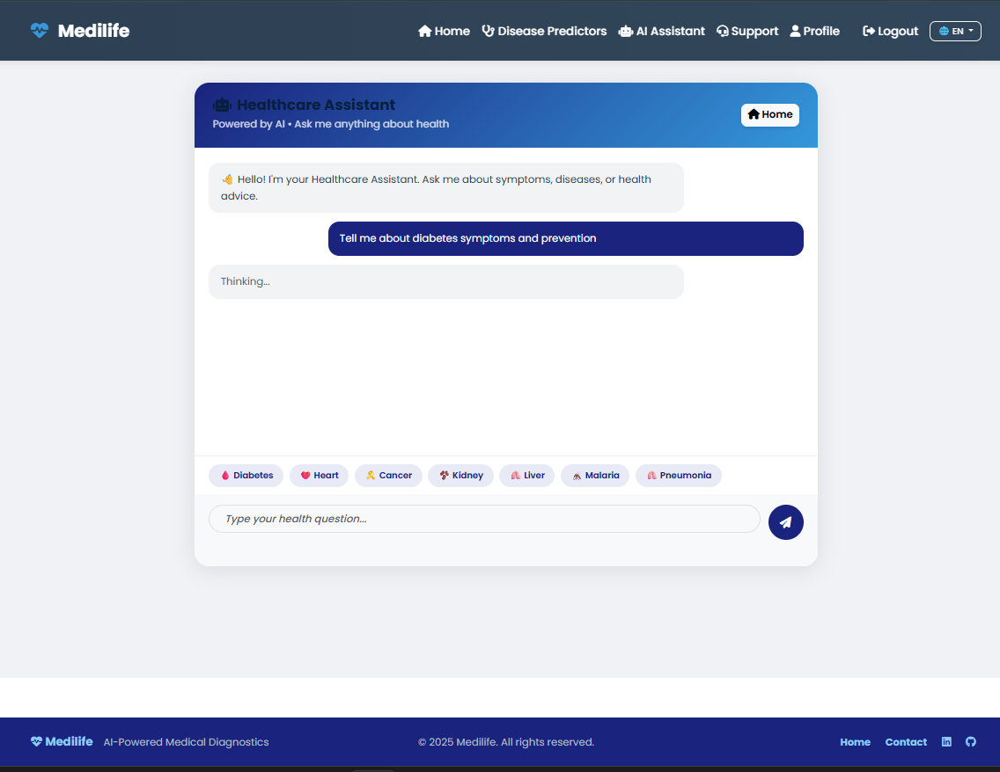 Medilife
Home Disease Predictors AI Assistant Support Profile Logout EN
Healthcare Assistant
Powered by AI • Ask me anything about health
Home
Hello! I'm your Healthcare Assistant. Ask me about symptoms, diseases, or health
advice.
Tell me about diabetes symptoms and prevention
Thinking...
Diabetes Heart Cancer Kidney Liver Malaria Pneumonia
Type your health question...
Medilife AI-Powered Medical Diagnostics
© 2025 Medilife. All rights reserved.
Home Contact